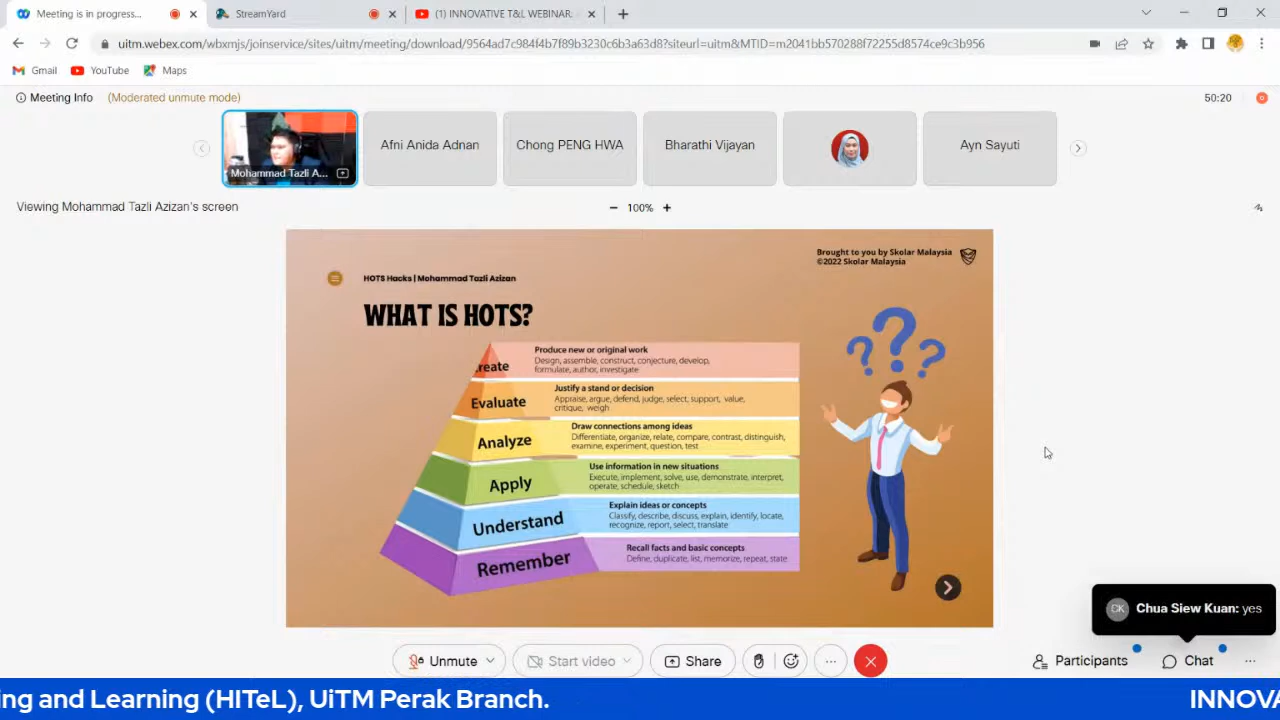 Meeting is in progress...
StreamYard
(1) INNOVATIVE T&L WEBINAR
uitm.webex.com/wbxmjs/joinservice/sites/uitm/meeting/download/9564ad7c984f4b7f89b3230c6b3a63d8?siteurl=uitm&MTID=m2041bb570288f72255d8574ce9c3b956
Gmail
YouTube
Maps
Meeting Info
(Moderated unmute mode)
50:20
Mohammad Tazli A...
Afni Anida Adnan
Chong PENG HWA
Bharathi Vijayan
Ayn Sayuti
Viewing Mohammad Tazli Azizan's screen
− 100% +
Brought to you by Skolar Malaysia
©2022 Skolar Malaysia
HOTS Hacks | Mohammad Tazli Azizan
WHAT IS HOTS?
???
reate
Produce new or original work
Design, assemble, construct, conjecture, develop,
formulate, author, investigate
Evaluate
Justify a stand or decision
Appraise, argue, defend, judge, select, support, value,
critique, weigh
Analyze
Draw connections among ideas
Differentiate, organize, relate, compare, contrast, distinguish,
examine, experiment, question, test
Apply
Use information in new situations
Execute, implement, solve, use, demonstrate, interpret,
operate, schedule, sketch
Understand
Explain ideas or concepts
Classify, describe, discuss, explain, identify, locate,
recognize, report, select, translate
Remember
Recall facts and basic concepts
Define, duplicate, list, memorize, repeat, state
CK Chua Siew Kuan: yes
Unmute
Start video
Share
Participants
Chat
ing and Learning (HITeL), UiTM Perak Branch.
INNOVA